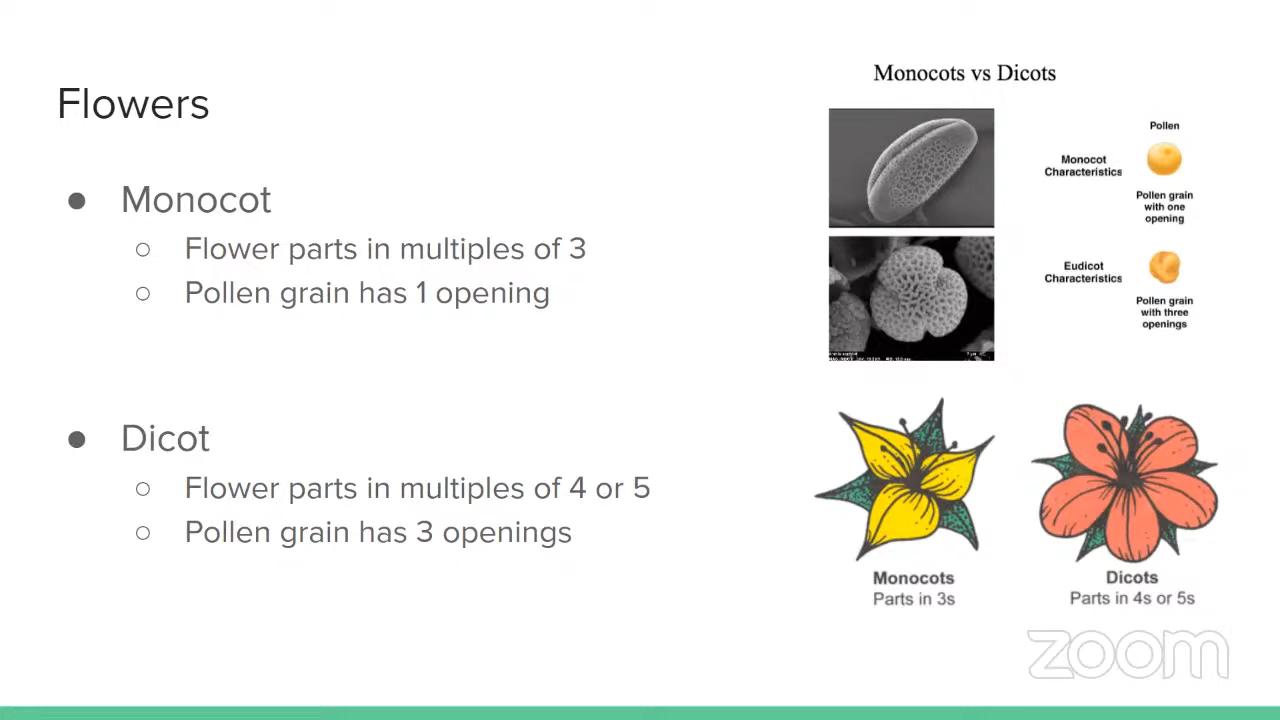 Flowers
Monocot
Flower parts in multiples of 3
Pollen grain has 1 opening
Dicot
Flower parts in multiples of 4 or 5
Pollen grain has 3 openings
Monocots vs Dicots
Pollen
Monocot
Characteristics
Pollen grain
with one
opening
Eudicot
Characteristics
Pollen grain
with three
openings
Monocots
Parts in 3s
Dicots
Parts in 4s or 5s
zoom